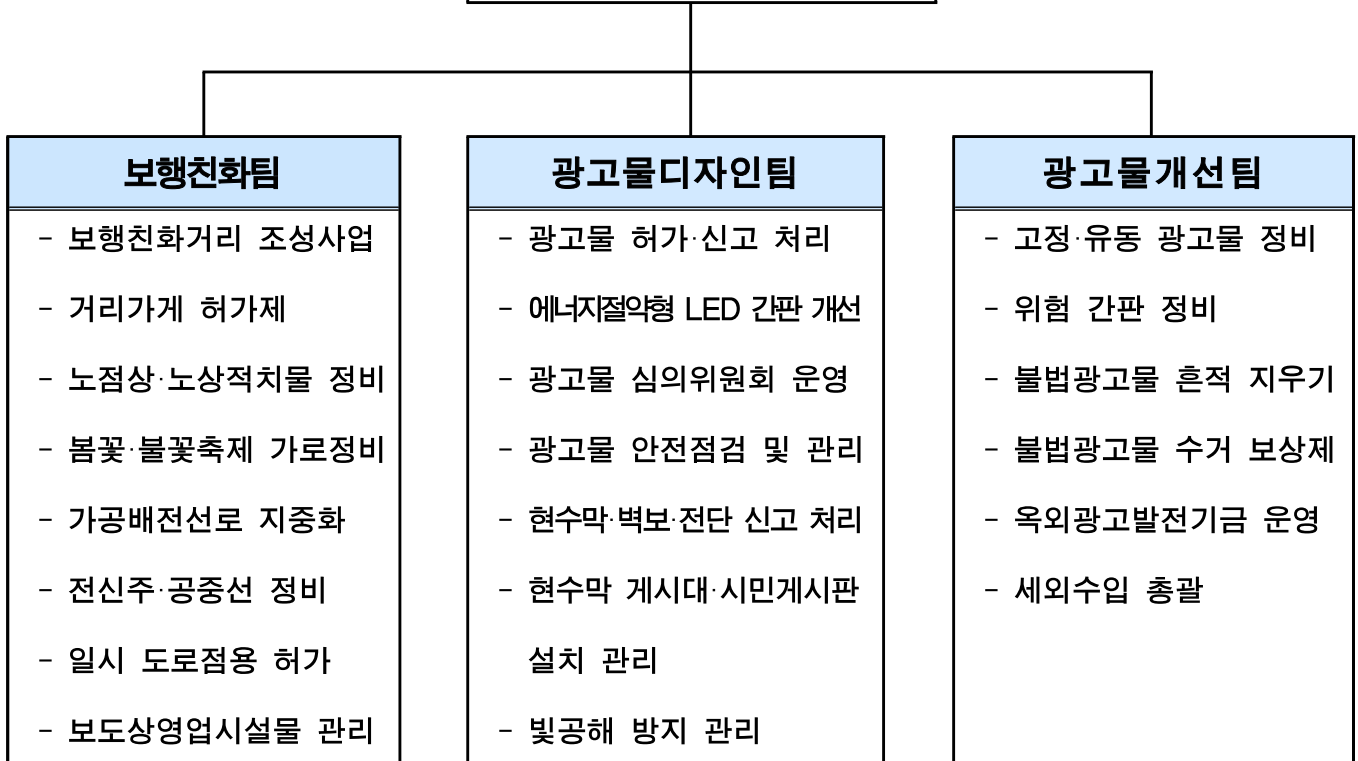 보행친화팀
- 보행친화거리 조성사업
- 거리가게 허가제
- 노점상·노상적치물 정비
- 봄꽃·불꽃축제 가로정비
- 가공배전선로 지중화
- 전신주·공중선 정비
- 일시 도로점용 허가
- 보도상영업시설물 관리
광고물디자인팀
- 광고물 허가·신고 처리
- 에너지절약형 LED 간판 개선
- 광고물 심의위원회 운영
- 광고물 안전점검 및 관리
- 현수막·벽보·전단 신고 처리
- 현수막 게시대·시민게시판
설치 관리
- 빛공해 방지 관리
광고물개선팀
- 고정·유동 광고물 정비
- 위험 간판 정비
- 불법광고물 흔적 지우기
- 불법광고물 수거 보상제
- 옥외광고발전기금 운영
- 세외수입 총괄